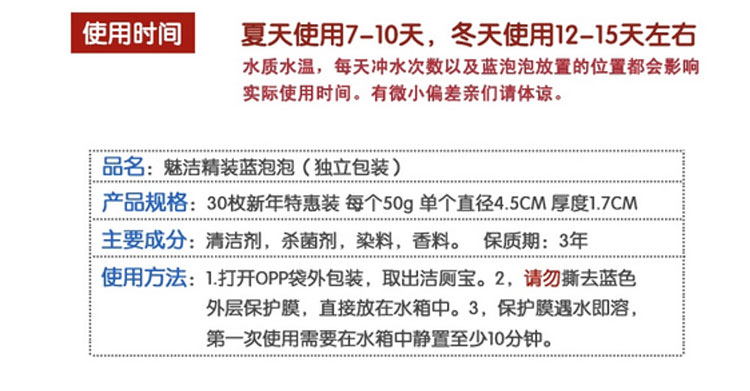 使用时间
夏天使用7-10天，冬天使用12-15天左右
水质水温，每天冲水次数以及蓝泡泡放置的位置都会影响
实际使用时间。有微小偏差亲们请体谅。
品名：魅洁精装蓝泡泡（独立包装）
产品规格：30枚新年特惠装 每个50g 单个直径4.5CM 厚度1.7CM
主要成分：清洁剂，杀菌剂，染料，香料。 保质期：3年
使用方法：1.打开OPP袋外包装，取出洁厕宝。2，请勿撕去蓝色
外层保护膜，直接放在水箱中。3，保护膜遇水即溶，
第一次使用需要在水箱中静置至少10分钟。